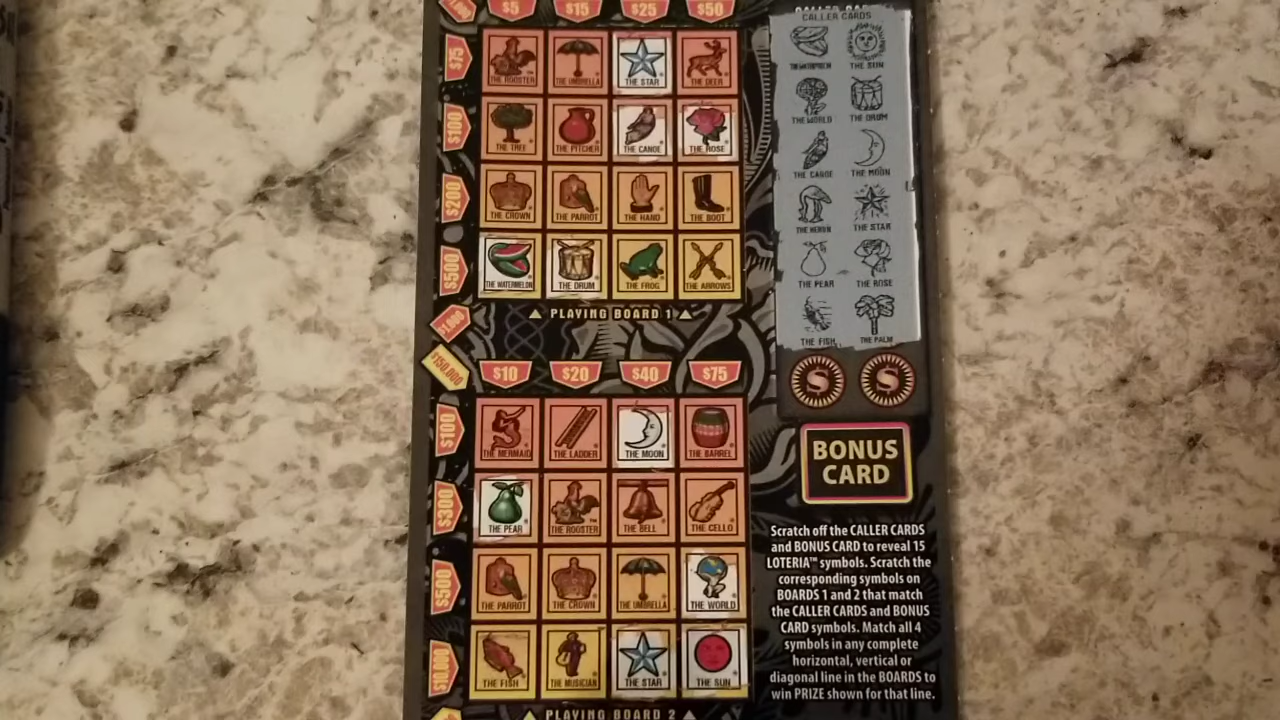 $5 $15 $25 $50
$75
THE ROOSTER THE UMBRELLA THE STAR THE DEER
$100
THE TREE THE PITCHER THE CANOE THE ROSE
$200
THE CROWN THE PARROT THE HAND THE BOOT
$500
THE WATERMELON THE DRUM THE FROG THE ARROWS
▲ PLAYING BOARD 1 ▲
$1,000
$150,000
$10 $20 $40 $75
$100
THE MERMAID THE LADDER THE MOON THE BARREL
$300
THE PEAR THE ROOSTER THE BELL THE CELLO
$500
THE PARROT THE CROWN THE UMBRELLA THE WORLD
$10,000
THE FISH THE MUSICIAN THE STAR THE SUN
▲ PLAYING BOARD 2 ▲
CALLER CARDS
THE WATERMELON THE SUN
THE WORLD THE DRUM
THE CANOE THE MOON
THE HERON THE STAR
THE PEAR THE ROSE
THE FISH THE PALM
S S
BONUS
CARD
Scratch off the CALLER CARDS
and BONUS CARD to reveal 15
LOTERIA™ symbols. Scratch the
corresponding symbols on
BOARDS 1 and 2 that match
the CALLER CARDS and BONUS
CARD symbols. Match all 4
symbols in any complete
horizontal, vertical or
diagonal line in the BOARDS to
win PRIZE shown for that line.